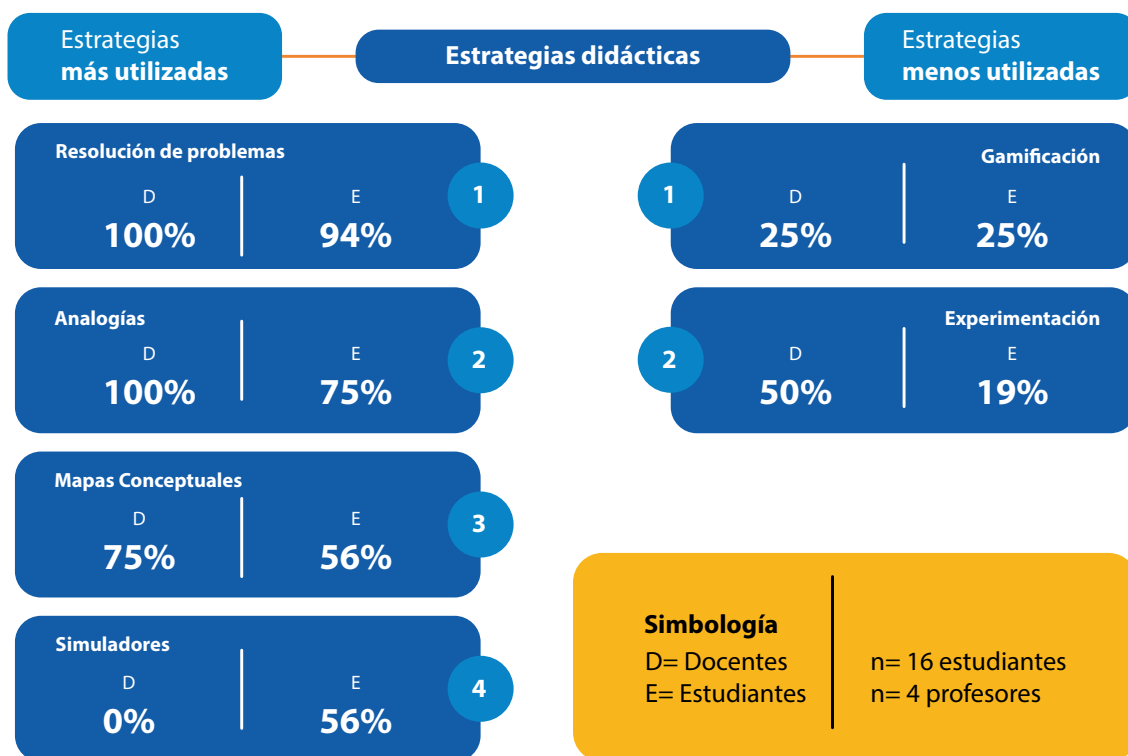 Estrategias
más utilizadas
Estrategias didácticas
Estrategias
menos utilizadas
Resolución de problemas
D E
100% 94%
1
Analogías
D E
100% 75%
2
Mapas Conceptuales
D E
75% 56%
3
Simuladores
D E
0% 56%
4
Gamificación
1
D E
25% 25%
Experimentación
2
D E
50% 19%
Simbología
D= Docentes
E= Estudiantes
n= 16 estudiantes
n= 4 profesores